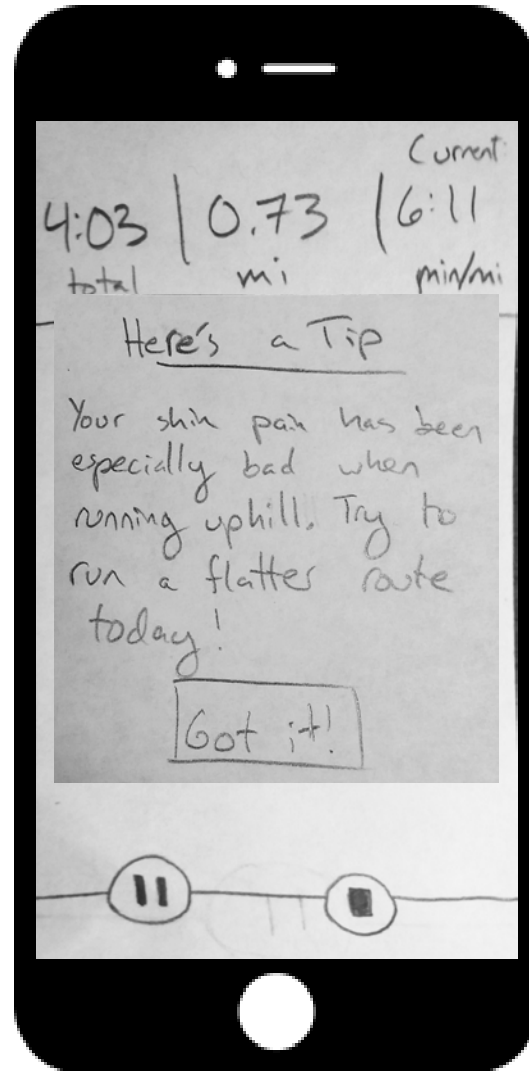 Current:
4:03 | 0.73 | 6:11
total mi min/mi
Here's a Tip
Your shin pain has been
especially bad when
running uphill. Try to
run a flatter route
today!
Got it!